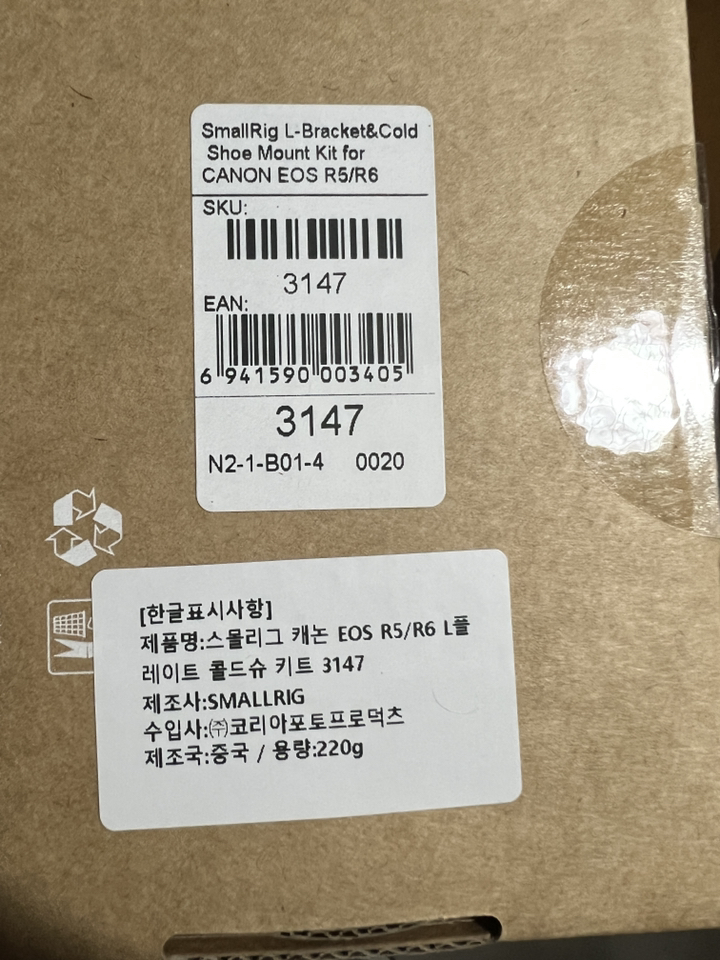 SmallRig L-Bracket&Cold
Shoe Mount Kit for
CANON EOS R5/R6
SKU:
3147
EAN:
6 941590 003405
3147
N2-1-B01-4 0020
[한글표시사항]
제품명:스몰리그 캐논 EOS R5/R6 L플
레이트 콜드슈 키트 3147
제조사:SMALLRIG
수입사:㈜코리아포토프로덕츠
제조국:중국 / 용량:220g